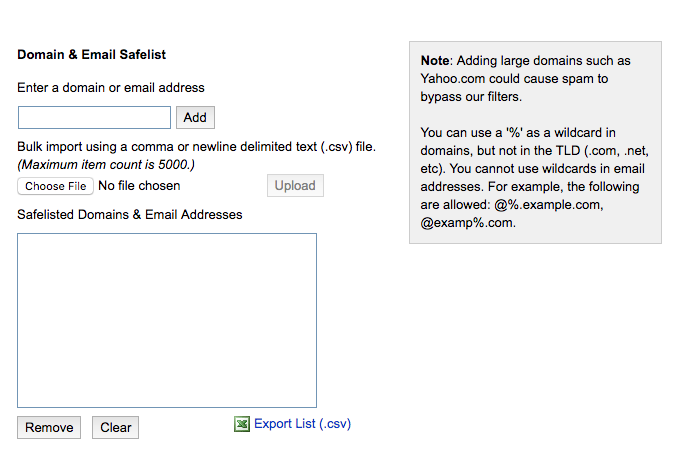 Domain & Email Safelist
Enter a domain or email address
Add
Bulk import using a comma or newline delimited text (.csv) file.
(Maximum item count is 5000.)
Choose File No file chosen
Upload
Safelisted Domains & Email Addresses
Remove
Clear
Export List (.csv)
Note: Adding large domains such as
Yahoo.com could cause spam to
bypass our filters.
You can use a '%' as a wildcard in
domains, but not in the TLD (.com, .net,
etc). You cannot use wildcards in email
addresses. For example, the following
are allowed: @%.example.com,
@examp%.com.